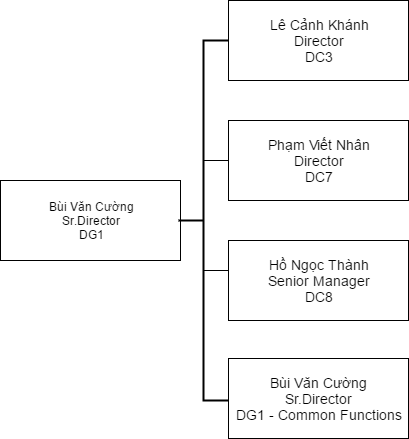 Lê Cảnh Khánh
Director
DC3
Phạm Viết Nhân
Director
DC7
Bùi Văn Cường
Sr.Director
DG1
Hồ Ngọc Thành
Senior Manager
DC8
Bùi Văn Cường
Sr.Director
DG1 - Common Functions